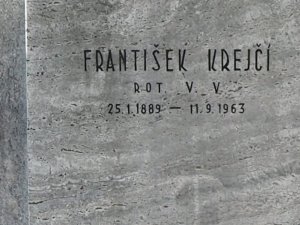 FRANTIŠEK KREJČÍ
ROT. V. V.
25.1.1889 — 11.9.1963